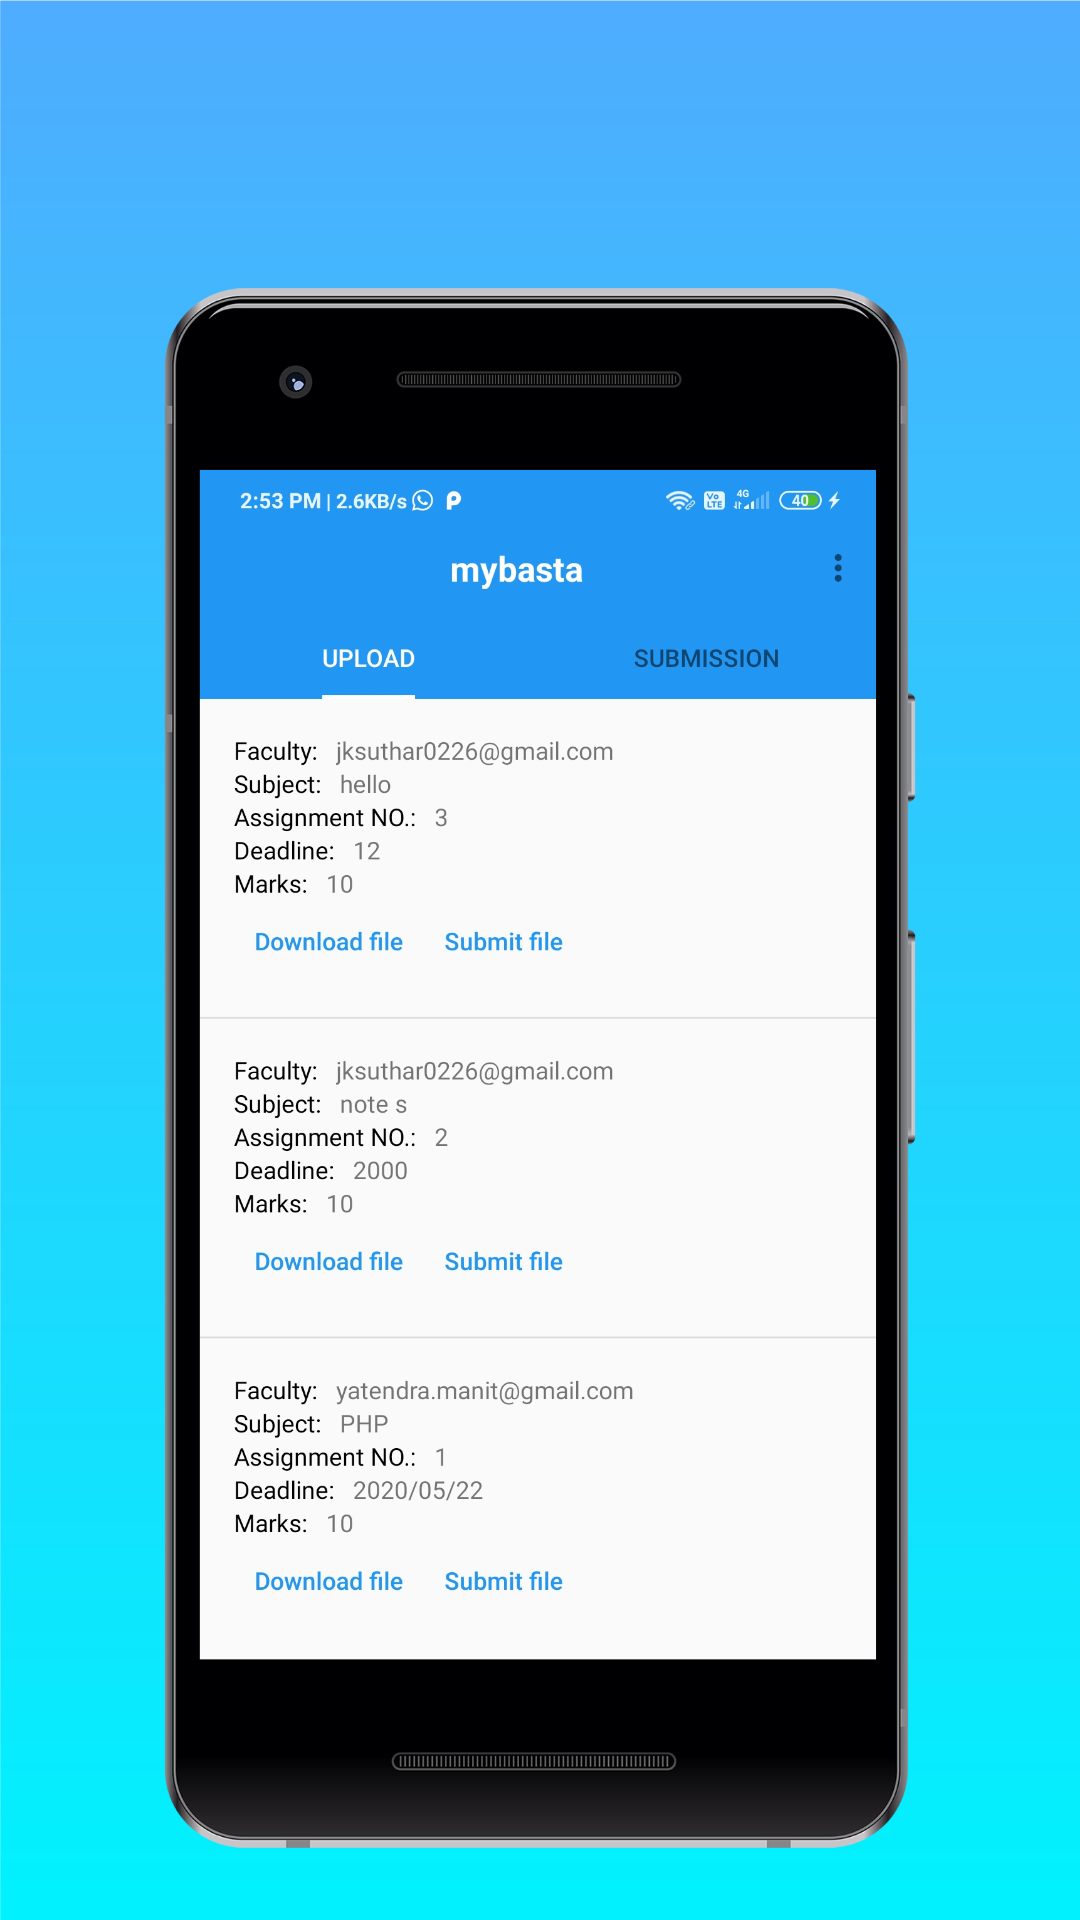 2:53 PM | 2.6KB/s
Vo LTE 4G 40
mybasta
UPLOAD SUBMISSION
Faculty: jksuthar0226@gmail.com
Subject: hello
Assignment NO.: 3
Deadline: 12
Marks: 10
Download file Submit file
Faculty: jksuthar0226@gmail.com
Subject: note s
Assignment NO.: 2
Deadline: 2000
Marks: 10
Download file Submit file
Faculty: yatendra.manit@gmail.com
Subject: PHP
Assignment NO.: 1
Deadline: 2020/05/22
Marks: 10
Download file Submit file